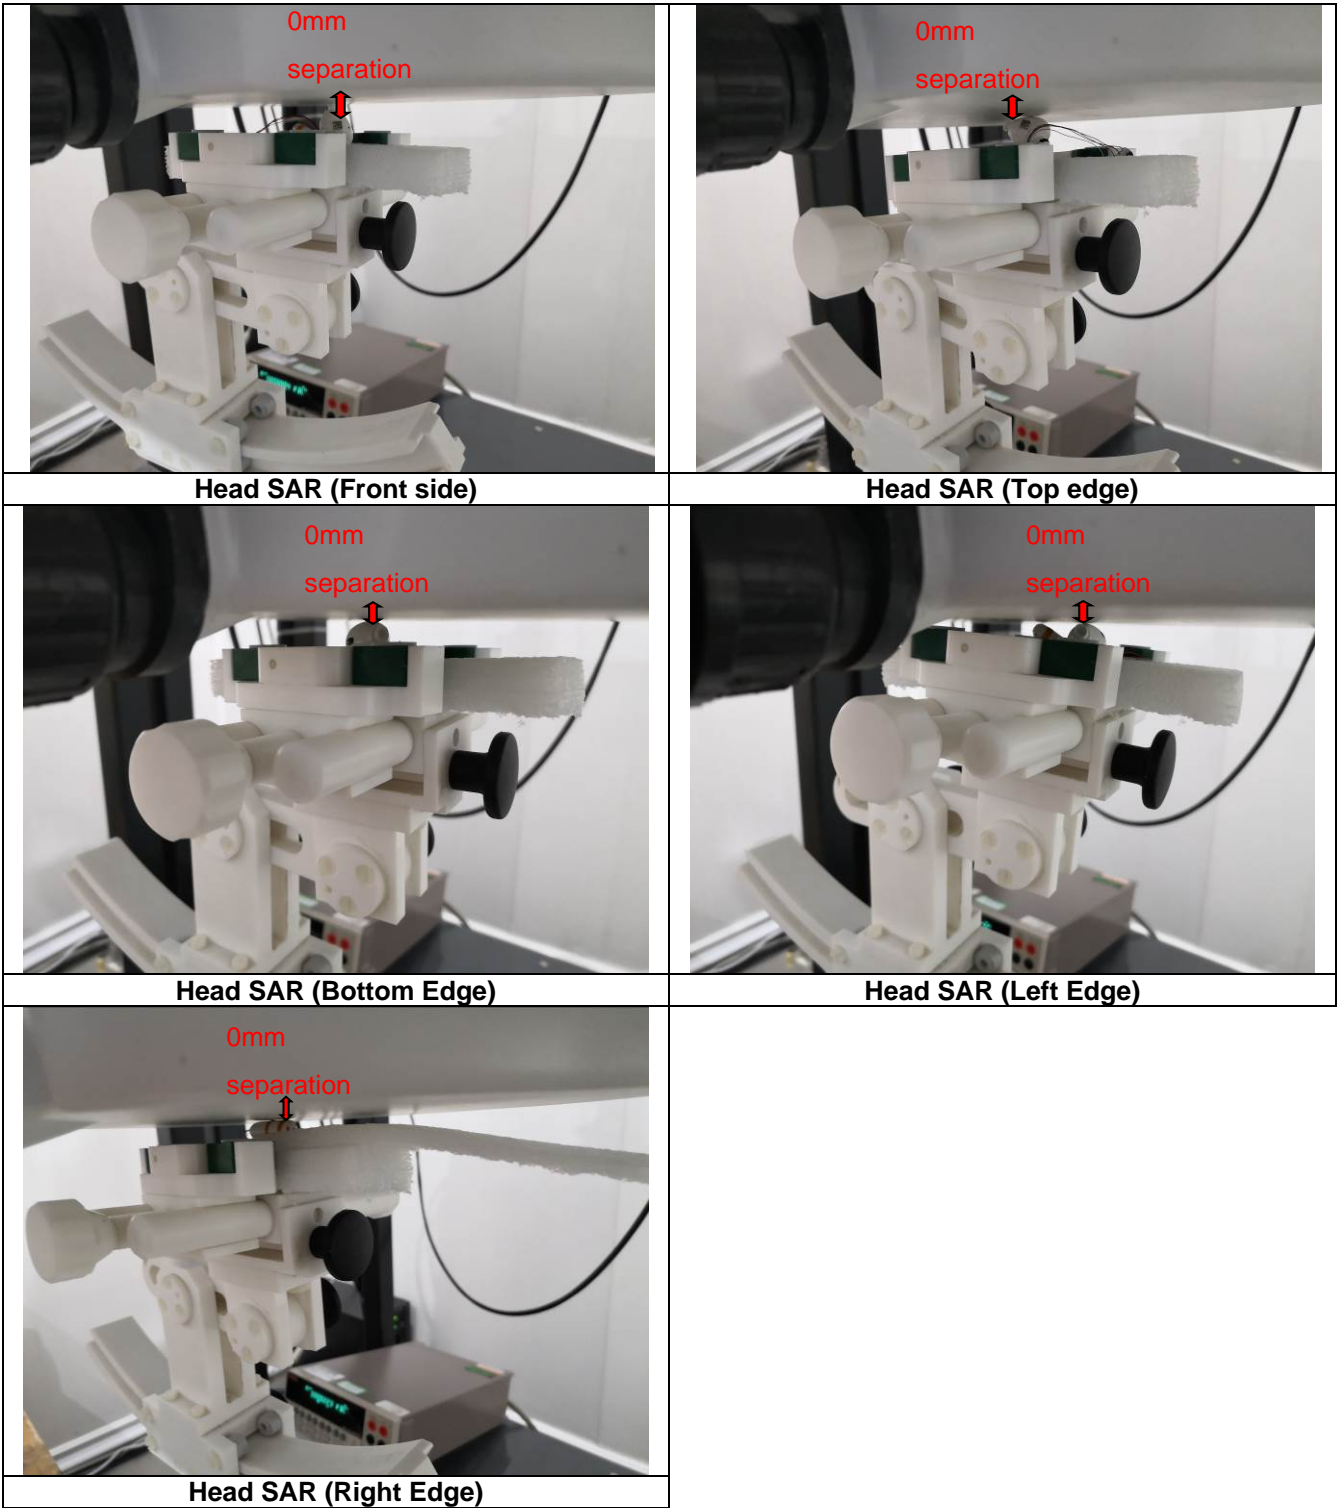 0mm
separation
0mm
separation
Head SAR (Front side)
Head SAR (Top edge)
0mm
separation
0mm
separation
Head SAR (Bottom Edge)
Head SAR (Left Edge)
0mm
separation
Head SAR (Right Edge)